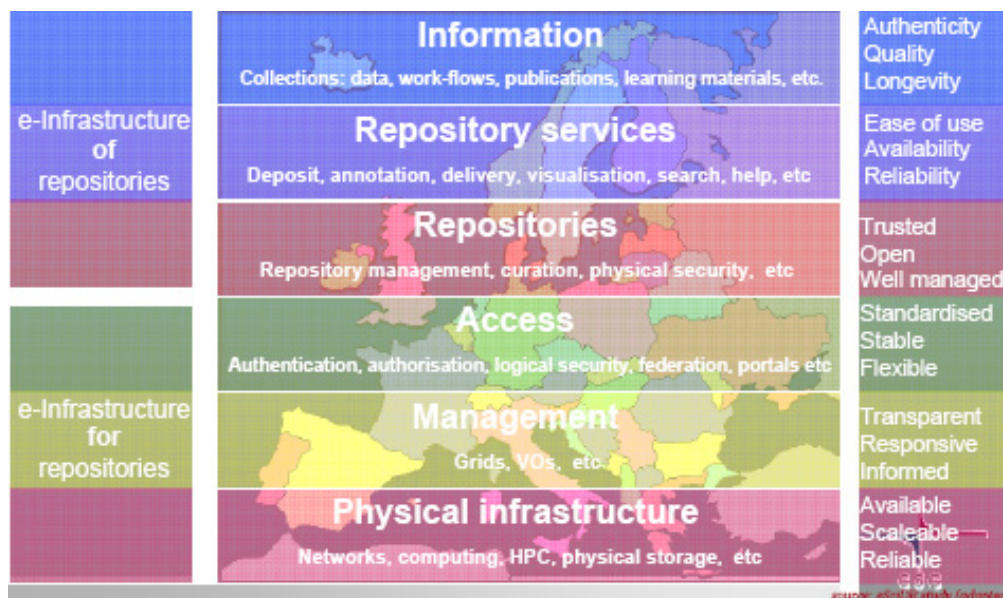 Information
Collections: data, work-flows, publications, learning materials, etc.
Authenticity
Quality
Longevity
e-Infrastructure
of
repositories
Repository services
Deposit, annotation, delivery, visualisation, search, help, etc
Ease of use
Availability
Reliability
Repositories
Repository management, curation, physical security, etc
Trusted
Open
Well managed
Access
Authentication, authorisation, logical security, federation, portals etc
Standardised
Stable
Flexible
e-Infrastructure
for
repositories
Management
Grids, VOs, etc
Transparent
Responsive
Informed
Physical infrastructure
Networks, computing, HPC, physical storage, etc
Available
Scaleable
Reliable